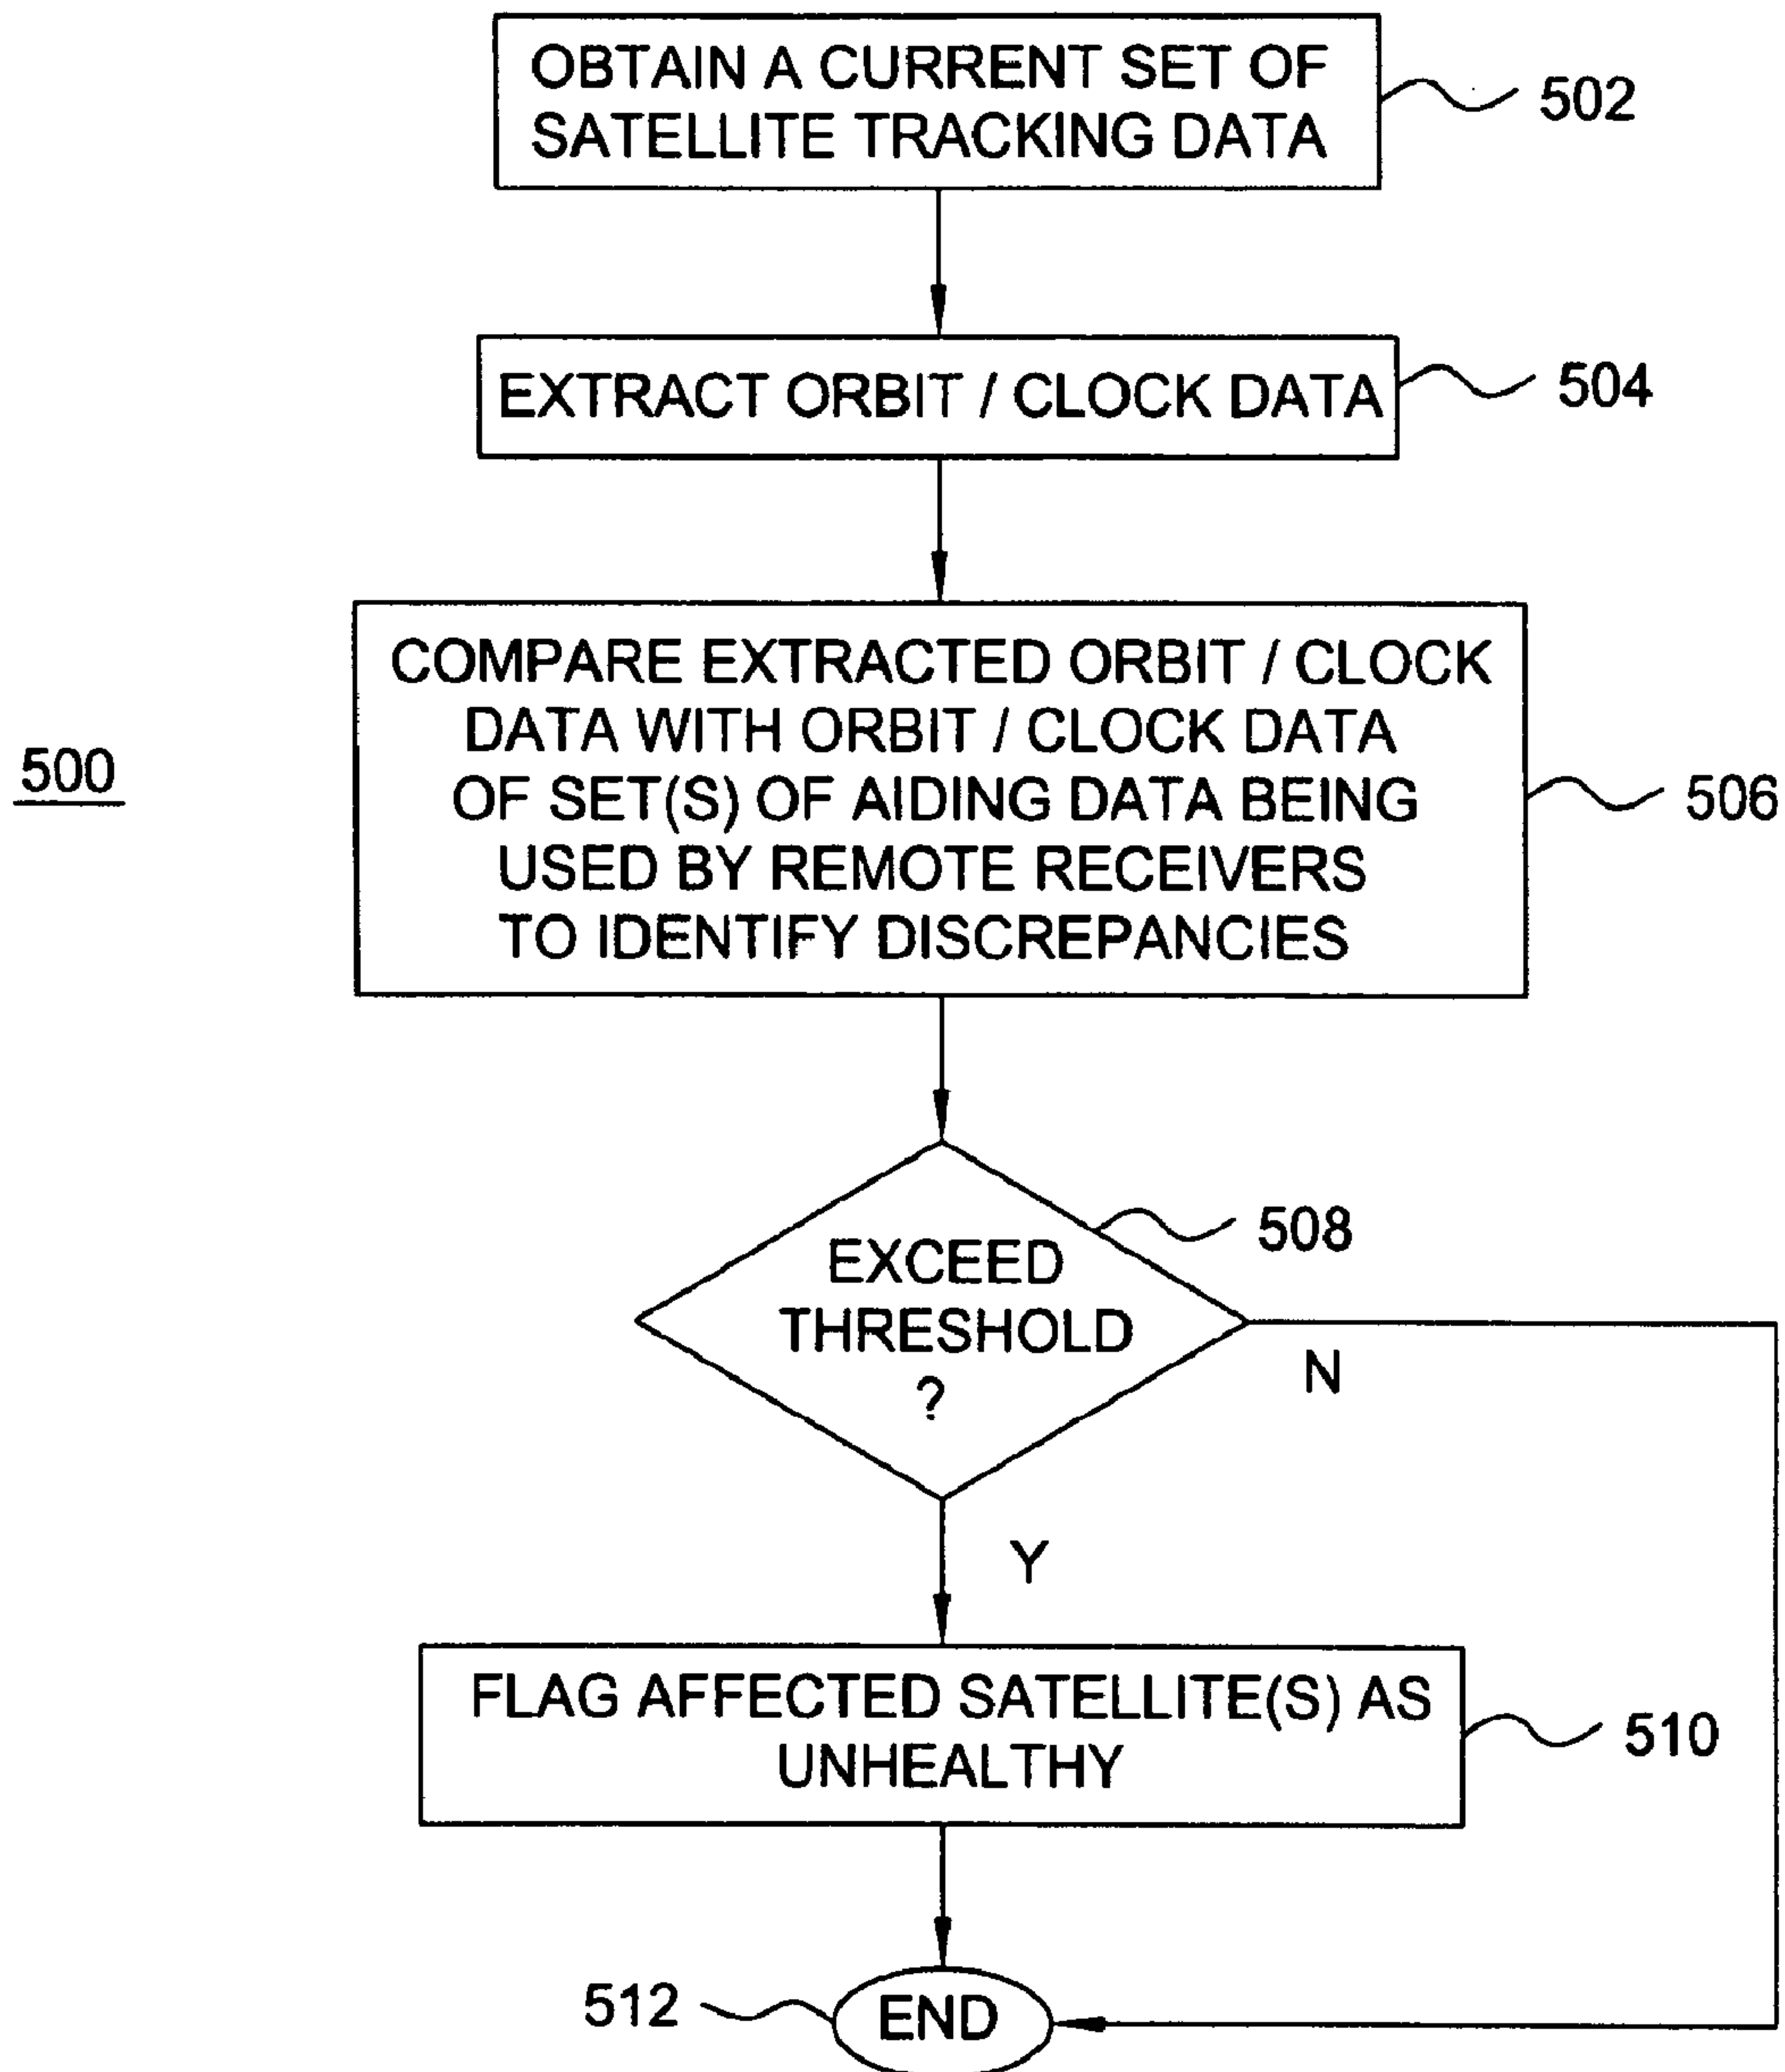 OBTAIN A CURRENT SET OF
SATELLITE TRACKING DATA
502
EXTRACT ORBIT / CLOCK DATA
504
COMPARE EXTRACTED ORBIT / CLOCK
DATA WITH ORBIT / CLOCK DATA
OF SET(S) OF AIDING DATA BEING
USED BY REMOTE RECEIVERS
TO IDENTIFY DISCREPANCIES
500
506
EXCEED
THRESHOLD
?
508
N
Y
FLAG AFFECTED SATELLITE(S) AS
UNHEALTHY
510
512
END